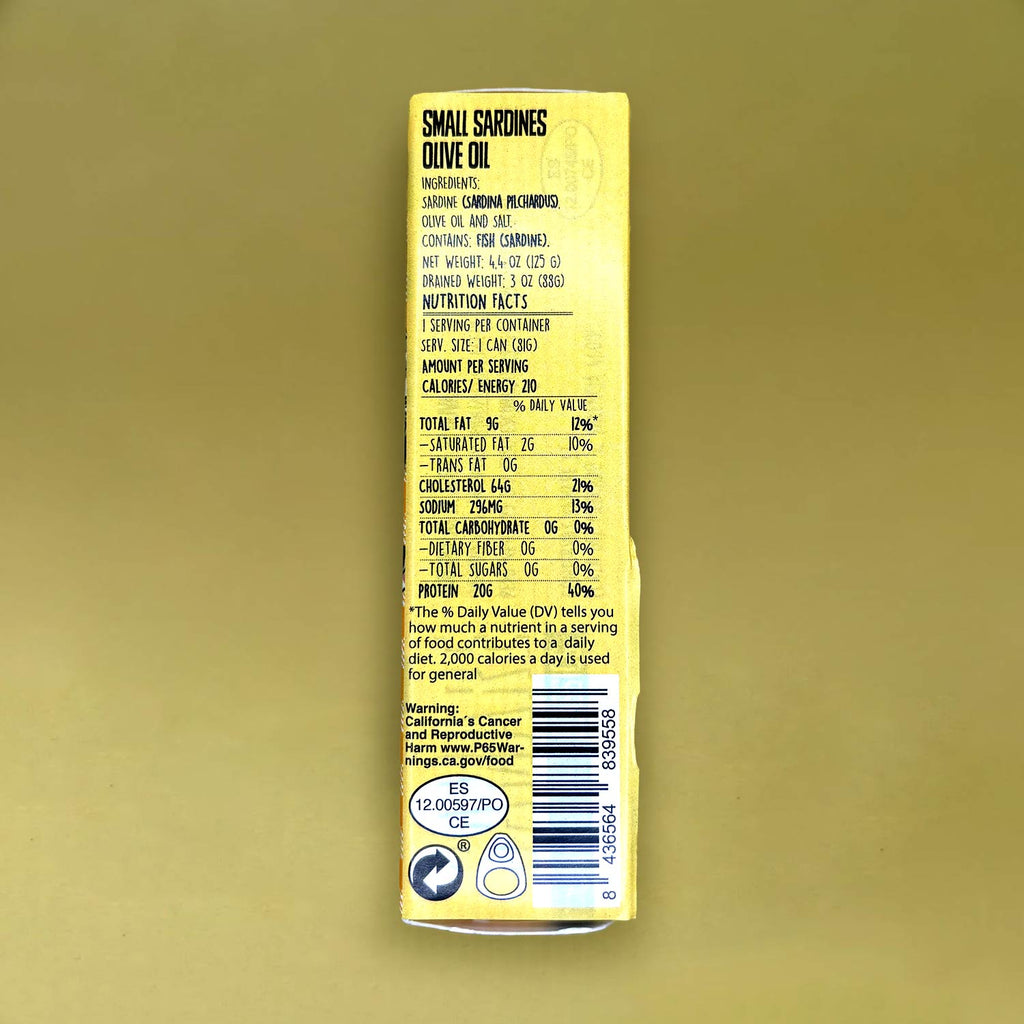 SMALL SARDINES
OLIVE OIL
INGREDIENTS:
SARDINE (SARDINA PILCHARDUS),
OLIVE OIL AND SALT.
CONTAINS: FISH (SARDINE).
NET WEIGHT: 4.4 OZ (125 G)
DRAINED WEIGHT: 3 OZ (88G)
NUTRITION FACTS
1 SERVING PER CONTAINER
SERV. SIZE: 1 CAN (81G)
AMOUNT PER SERVING
CALORIES/ ENERGY 210
% DAILY VALUE
TOTAL FAT 9G 12%*
–SATURATED FAT 2G 10%
–TRANS FAT 0G
CHOLESTEROL 64G 21%
SODIUM 296MG 13%
TOTAL CARBOHYDRATE 0G 0%
–DIETARY FIBER 0G 0%
–TOTAL SUGARS 0G 0%
PROTEIN 20G 40%
*The % Daily Value (DV) tells you
how much a nutrient in a serving
of food contributes to a daily
diet. 2,000 calories a day is used
for general
Warning:
California´s Cancer
and Reproductive
Harm www.P65War-
nings.ca.gov/food
ES
12.00597/PO
CE
®
8 436564 839558